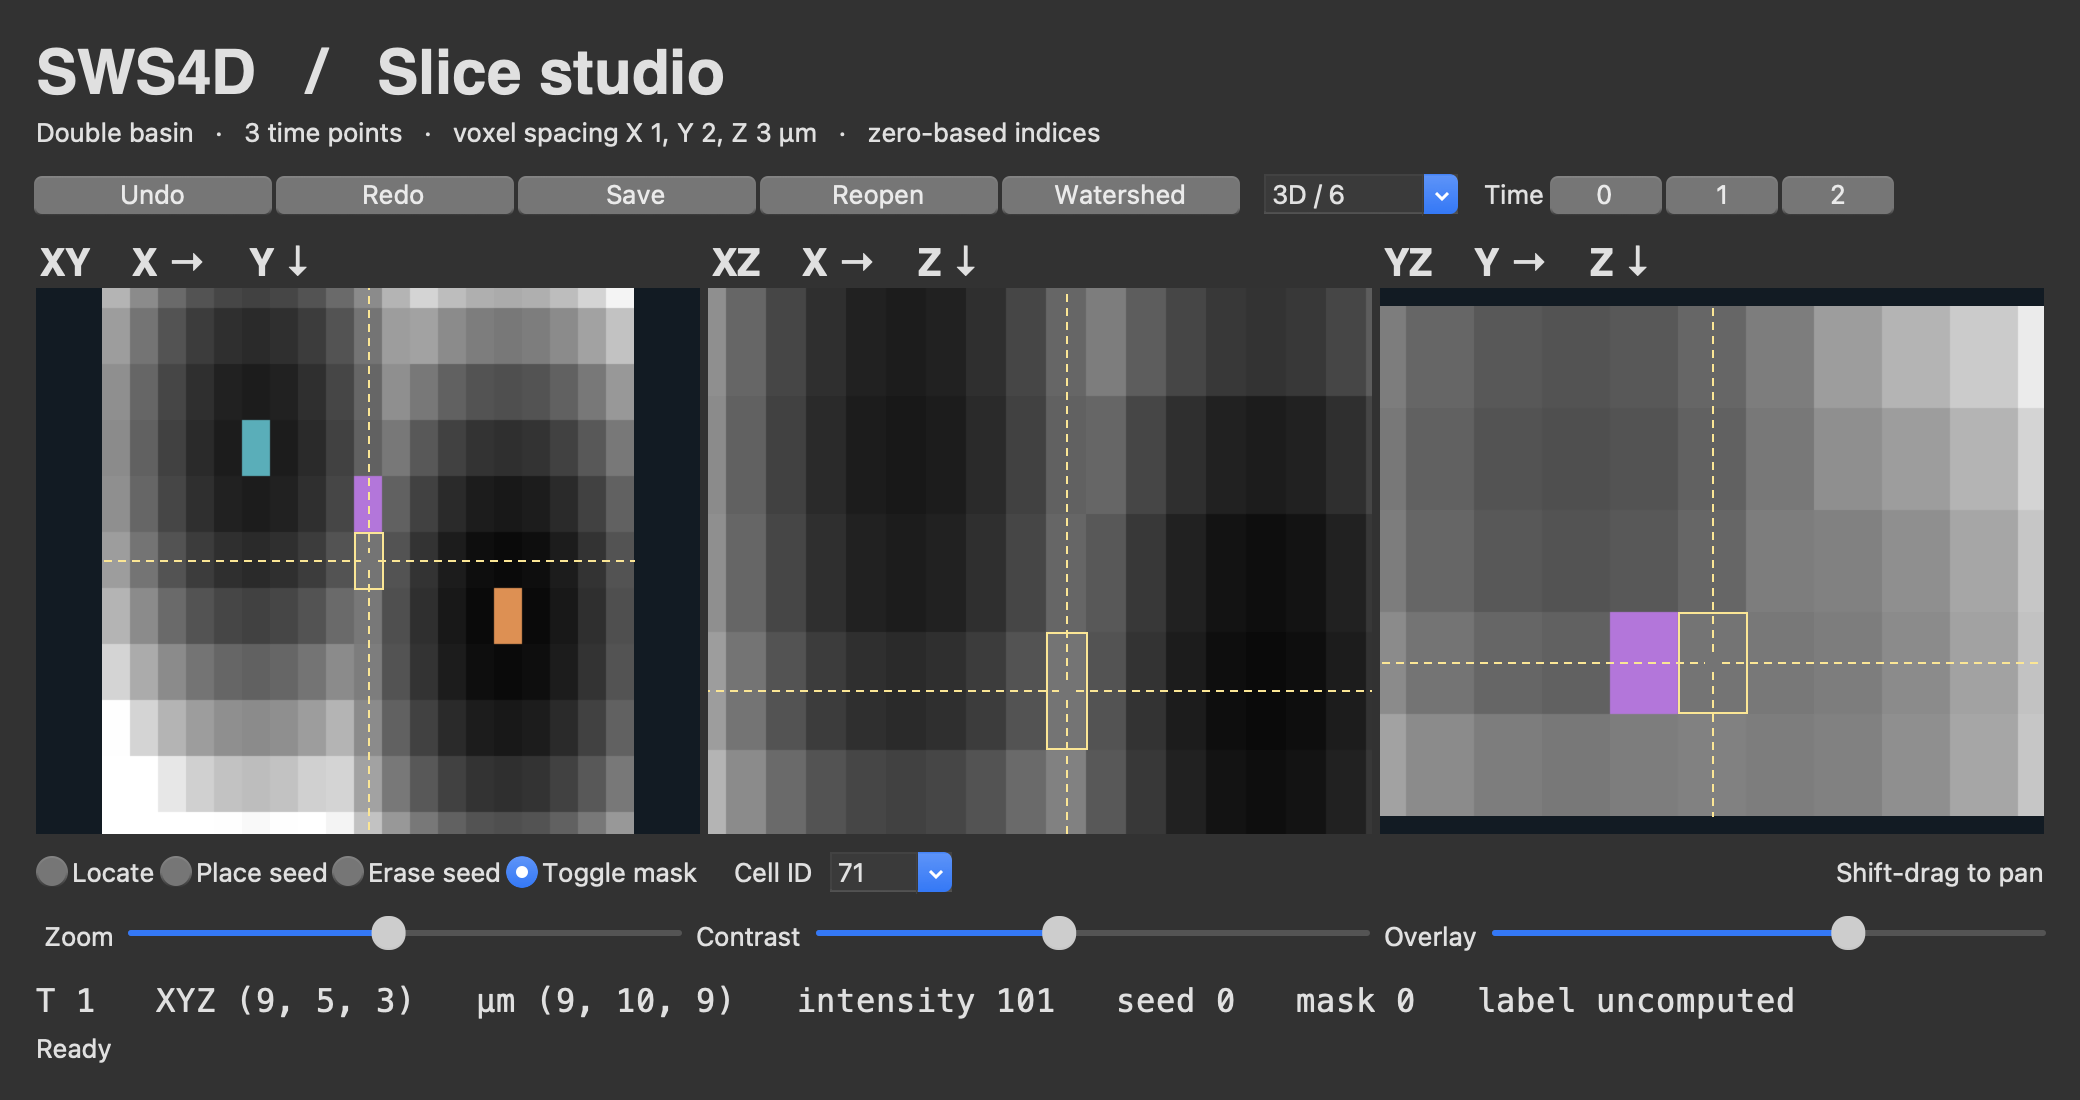 SWS4D / Slice studio
Double basin · 3 time points · voxel spacing X 1, Y 2, Z 3 µm · zero-based indices
Undo Redo Save Reopen Watershed 3D / 6 Time 0 1 2
XY X → Y ↓ XZ X → Z ↓ YZ Y → Z ↓
Locate Place seed Erase seed Toggle mask Cell ID 71 Shift-drag to pan
Zoom Contrast Overlay
T 1 XYZ (9, 5, 3) µm (9, 10, 9) intensity 101 seed 0 mask 0 label uncomputed
Ready